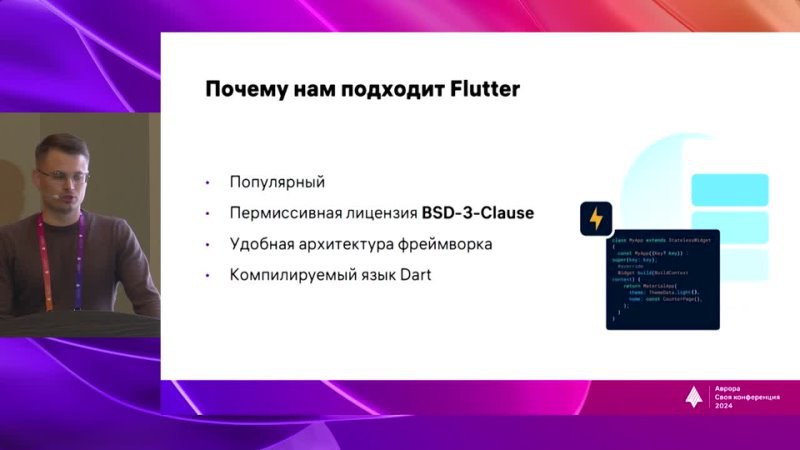 Почему нам подходит Flutter
Популярный
Пермиссивная лицензия BSD-3-Clause
Удобная архитектура фреймворка
Компилируемый язык Dart
class MyApp extends StatelessWidget
{
const MyApp({Key? key})
super(key: key);
@override
Widget build(BuildContext
context) {
return MaterialApp(
theme: ThemeData.light(),
home: const CounterPage(),
);
}
}
Аврора
Своя конференция
2024